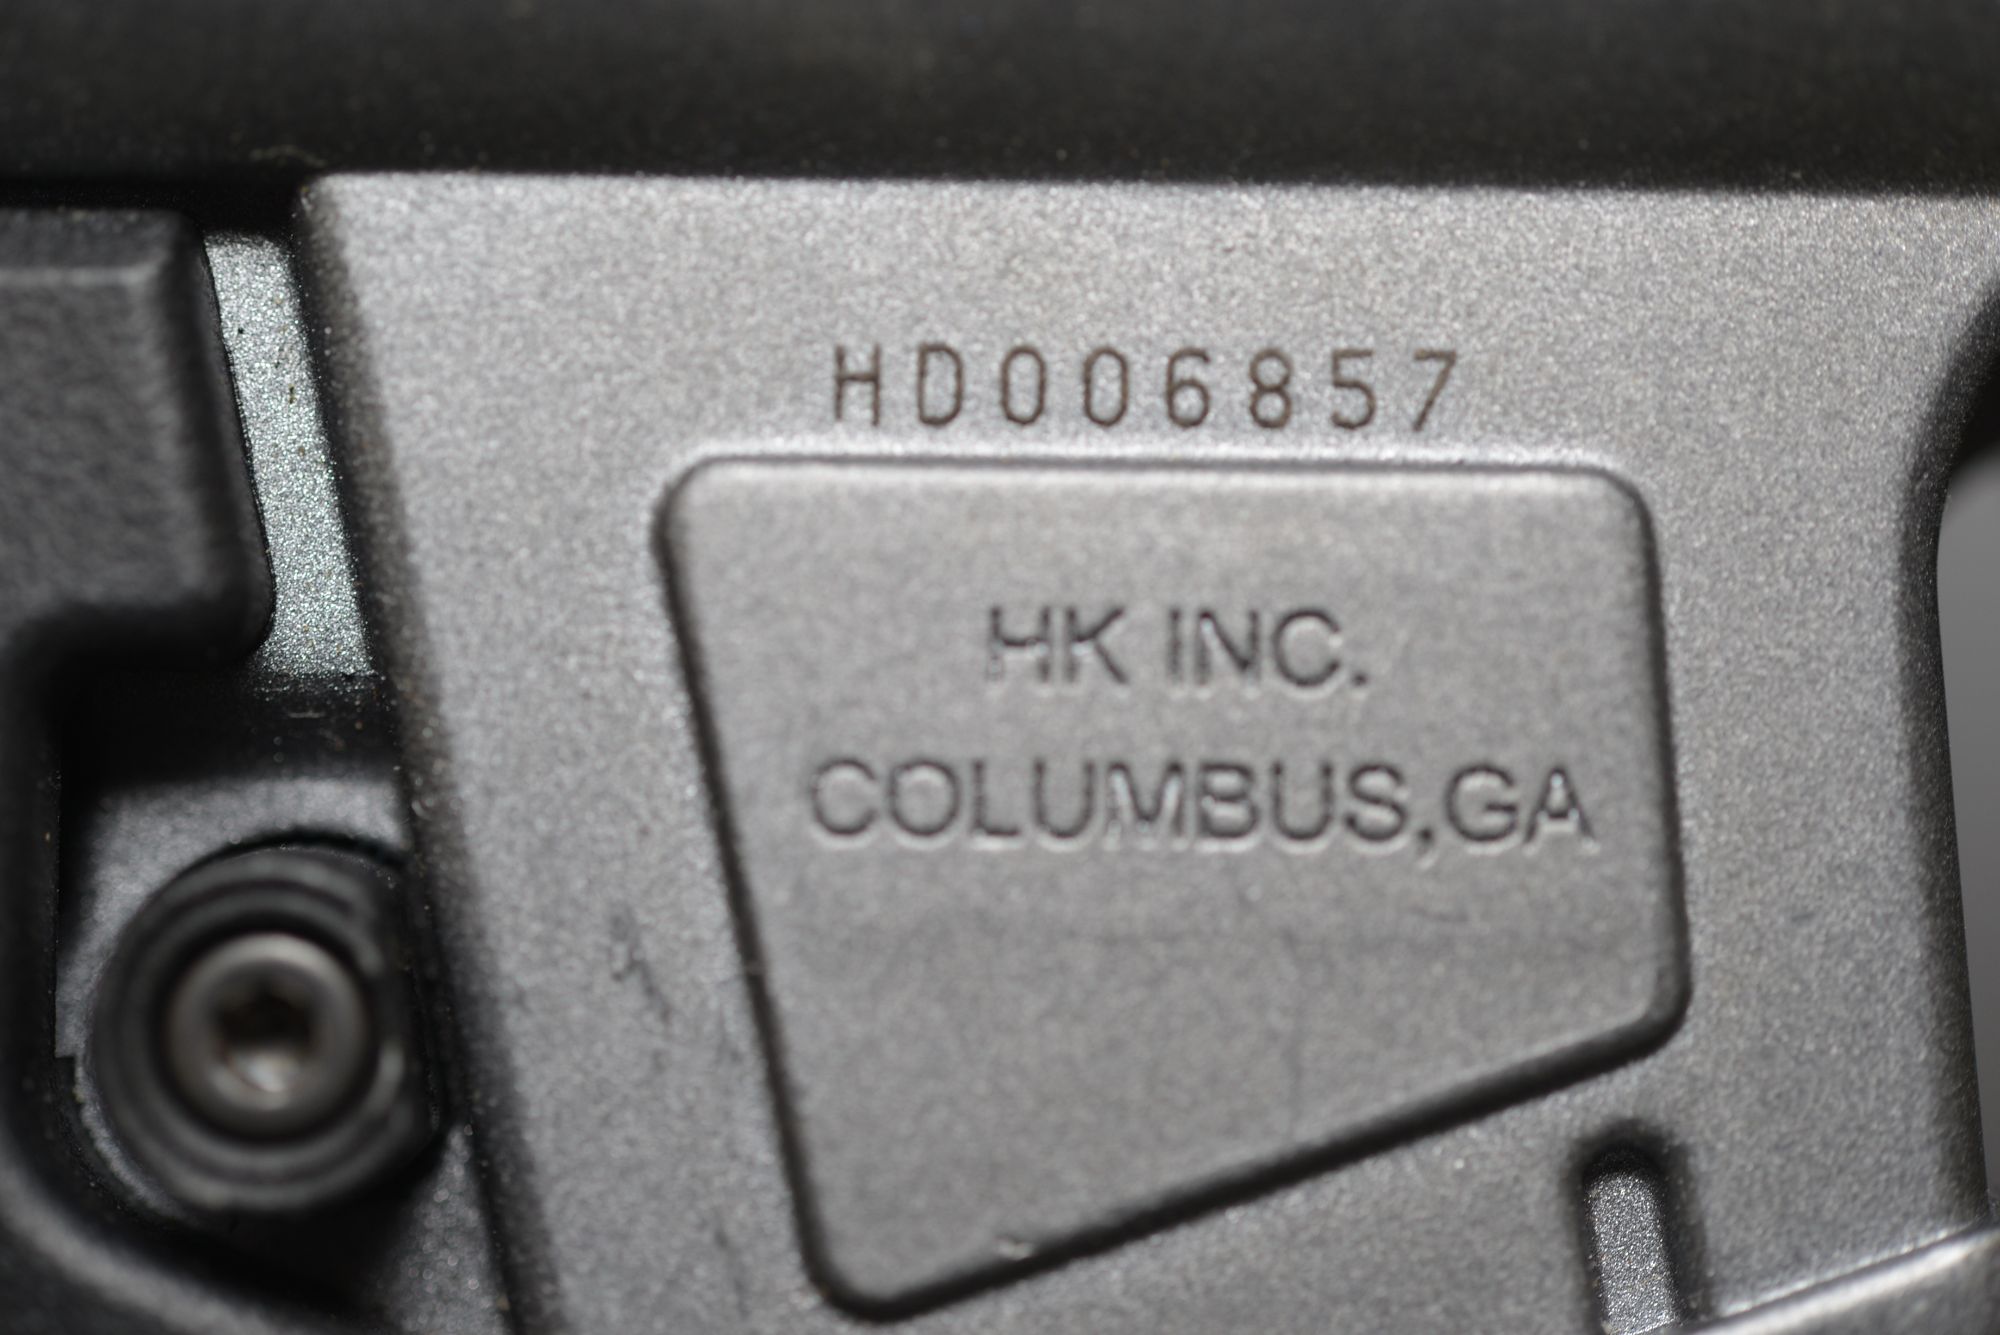 HD006857
HK INC.
COLUMBUS,GA